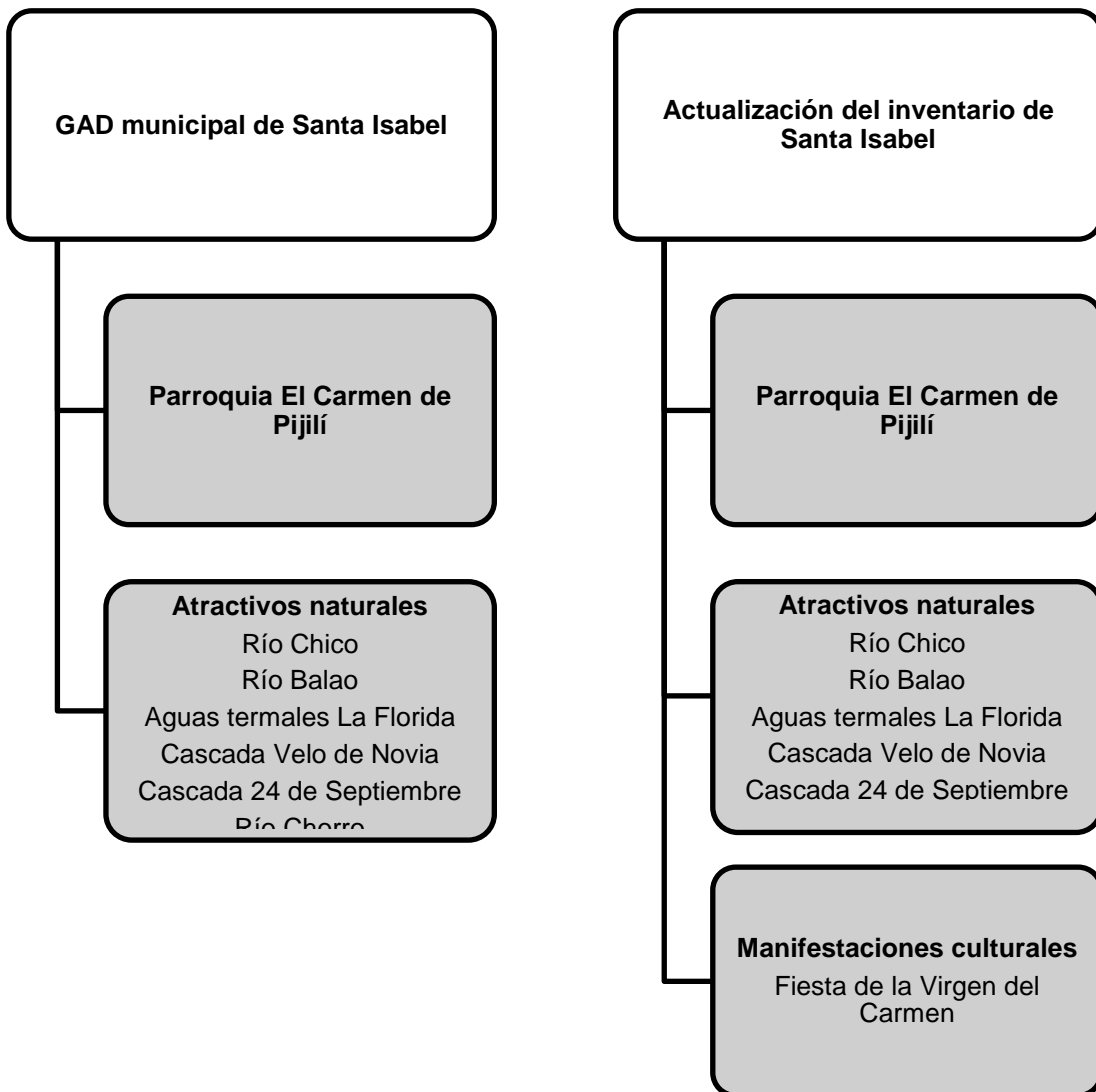 GAD municipal de Santa Isabel
Parroquia El Carmen de
Pijilí
Atractivos naturales
Río Chico
Río Balao
Aguas termales La Florida
Cascada Velo de Novia
Cascada 24 de Septiembre
Río Chorro
Actualización del inventario de
Santa Isabel
Parroquia El Carmen de
Pijilí
Atractivos naturales
Río Chico
Río Balao
Aguas termales La Florida
Cascada Velo de Novia
Cascada 24 de Septiembre
Manifestaciones culturales
Fiesta de la Virgen del
Carmen